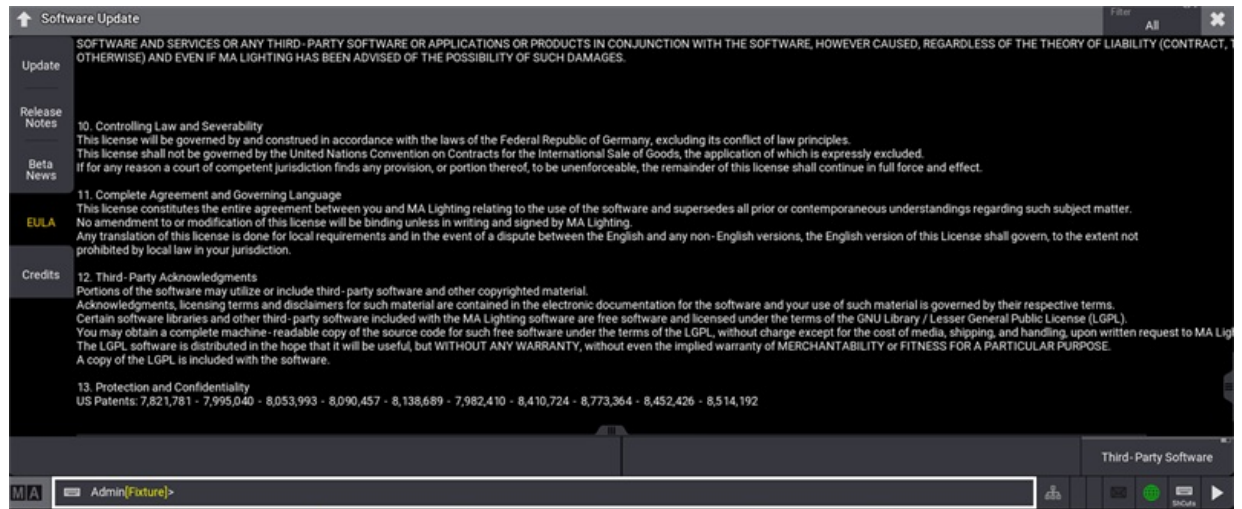 Software Update
Filter
All
Update
Release
Notes
Beta
News
EULA
Credits
SOFTWARE AND SERVICES OR ANY THIRD-PARTY SOFTWARE OR APPLICATIONS OR PRODUCTS IN CONJUNCTION WITH THE SOFTWARE, HOWEVER CAUSED, REGARDLESS OF THE THEORY OF LIABILITY (CONTRACT,
OTHERWISE) AND EVEN IF MA LIGHTING HAS BEEN ADVISED OF THE POSSIBILITY OF SUCH DAMAGES.
10. Controlling Law and Severability
This license will be governed by and construed in accordance with the laws of the Federal Republic of Germany, excluding its conflict of law principles.
This license shall not be governed by the United Nations Convention on Contracts for the International Sale of Goods, the application of which is expressly excluded.
If for any reason a court of competent jurisdiction finds any provision, or portion thereof, to be unenforceable, the remainder of this license shall continue in full force and effect.
11. Complete Agreement and Governing Language
This license constitutes the entire agreement between you and MA Lighting relating to the use of the software and supersedes all prior or contemporaneous understandings regarding such subject matter.
No amendment to or modification of this license will be binding unless in writing and signed by MA Lighting.
Any translation of this license is done for local requirements and in the event of a dispute between the English and any non-English versions, the English version of this License shall govern, to the extent not
prohibited by local law in your jurisdiction.
12. Third-Party Acknowledgments
Portions of the software may utilize or include third-party software and other copyrighted material.
Acknowledgments, licensing terms and disclaimers for such material are contained in the electronic documentation for the software and your use of such material is governed by their respective terms.
Certain software libraries and other third-party software included with the MA Lighting software are free software and licensed under the terms of the GNU Library / Lesser General Public License (LGPL).
You may obtain a complete machine-readable copy of the source code for such free software under the terms of the LGPL, without charge except for the cost of media, shipping, and handling, upon written request to MA Ligh
The LGPL software is distributed in the hope that it will be useful, but WITHOUT ANY WARRANTY, without even the implied warranty of MERCHANTABILITY or FITNESS FOR A PARTICULAR PURPOSE.
A copy of the LGPL is included with the software.
13. Protection and Confidentiality
US Patents: 7,821,781 - 7,995,040 - 8,053,993 - 8,090,457 - 8,138,689 - 7,982,410 - 8,410,724 - 8,773,364 - 8,452,426 - 8,514,192
Third-Party Software
MA
Admin[Fixture]>
ShCuts